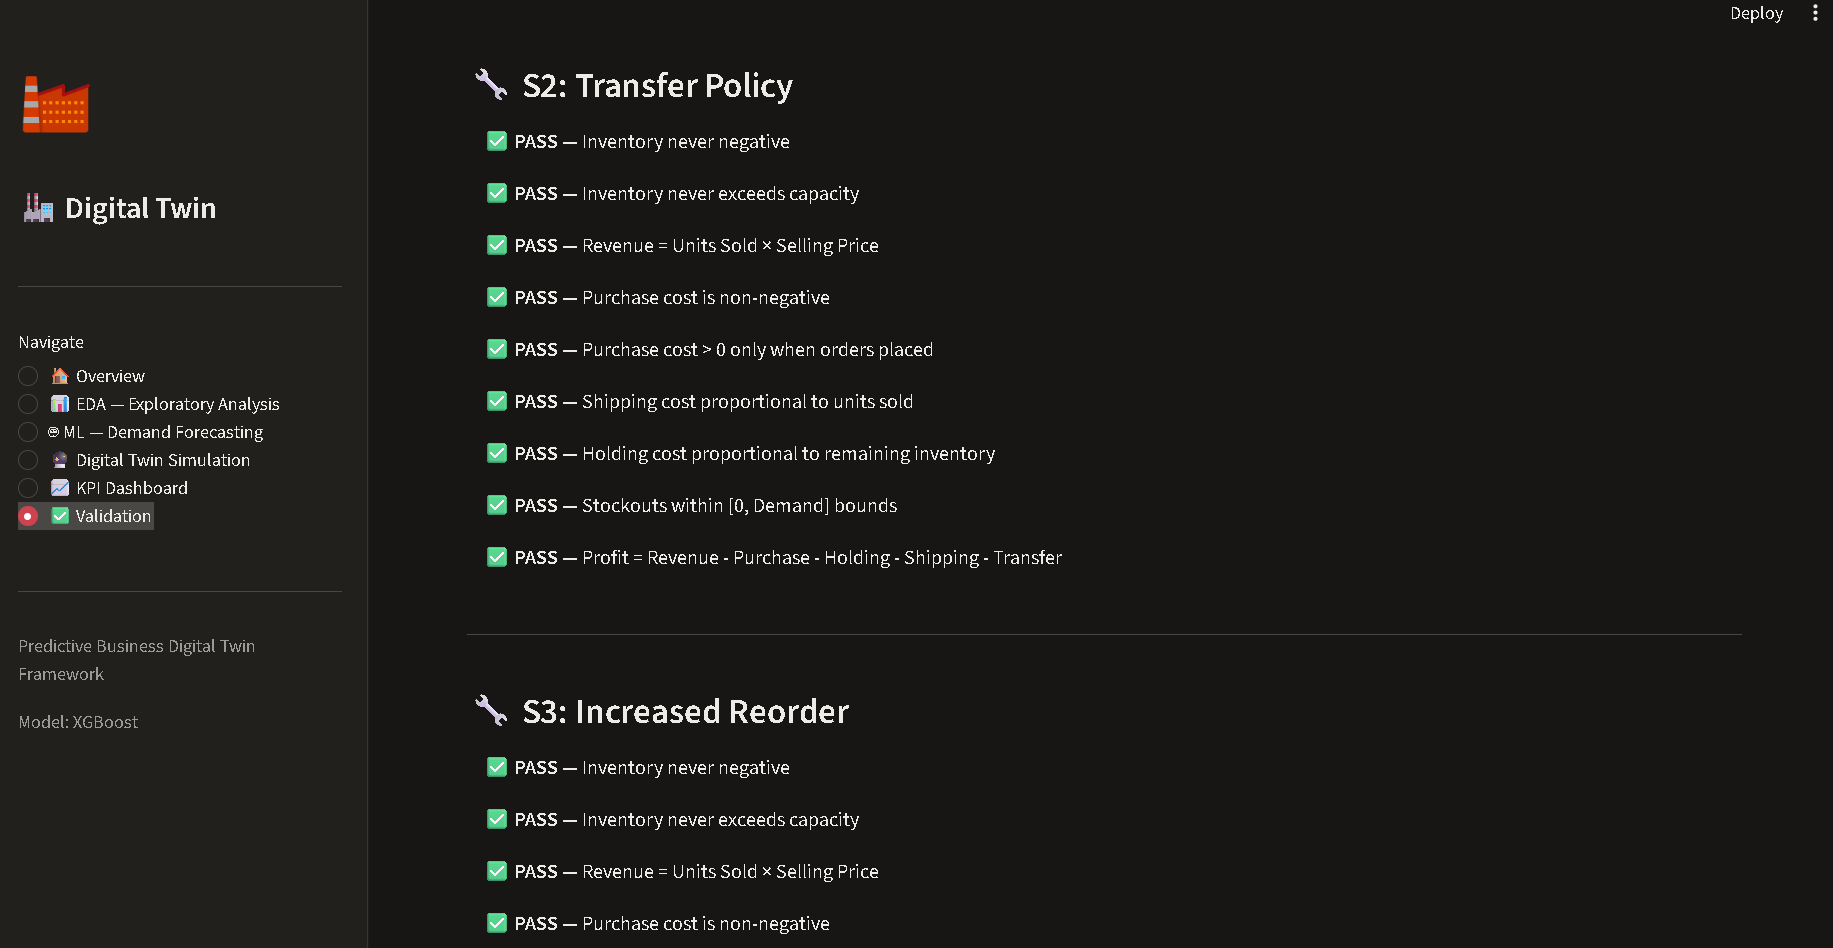 Deploy
Digital Twin
Navigate
Overview
EDA — Exploratory Analysis
ML — Demand Forecasting
Digital Twin Simulation
KPI Dashboard
Validation
Predictive Business Digital Twin
Framework
Model: XGBoost
S2: Transfer Policy
PASS — Inventory never negative
PASS — Inventory never exceeds capacity
PASS — Revenue = Units Sold × Selling Price
PASS — Purchase cost is non-negative
PASS — Purchase cost > 0 only when orders placed
PASS — Shipping cost proportional to units sold
PASS — Holding cost proportional to remaining inventory
PASS — Stockouts within [0, Demand] bounds
PASS — Profit = Revenue - Purchase - Holding - Shipping - Transfer
S3: Increased Reorder
PASS — Inventory never negative
PASS — Inventory never exceeds capacity
PASS — Revenue = Units Sold × Selling Price
PASS — Purchase cost is non-negative